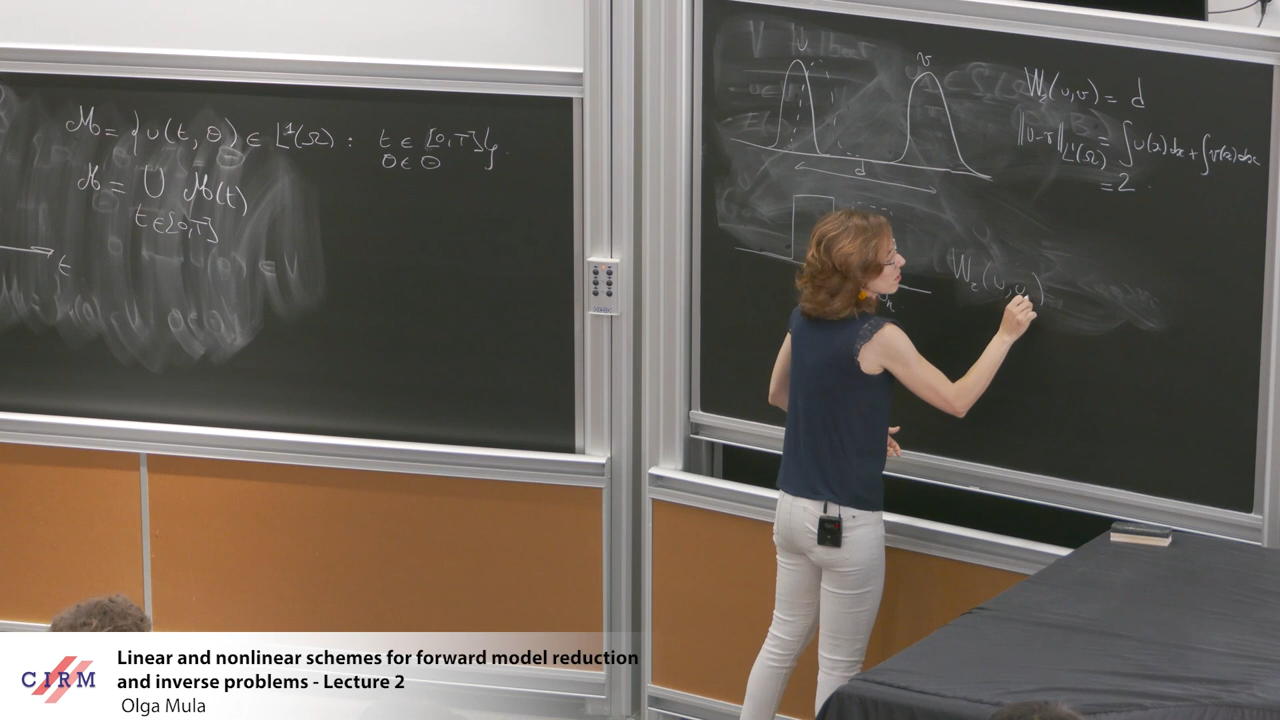 M = { u(t, θ) ∈ L¹(Ω) : t ∈ [0,T] }
θ ∈ Θ
M = ∪ M(t)
t ∈ [0,T]
t
u
v
d
W₂(u,v) = d
‖u-v‖ L¹(Ω) = ∫ u(x)dx + ∫ v(x)dx
= 2.
W₂(u,u
CIRM
Linear and nonlinear schemes for forward model reduction
and inverse problems - Lecture 2
Olga Mula